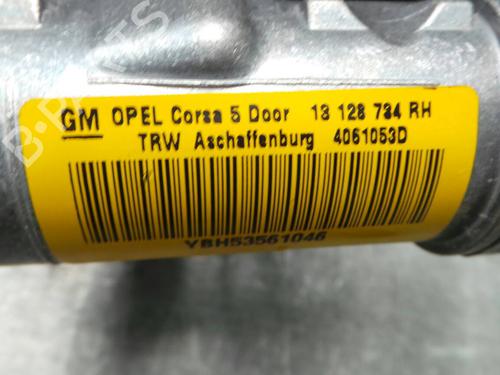 GM OPEL Corsa 5 Door 13 128 734 RH
TRW Aschaffenburg 4061053D
YBH53561046